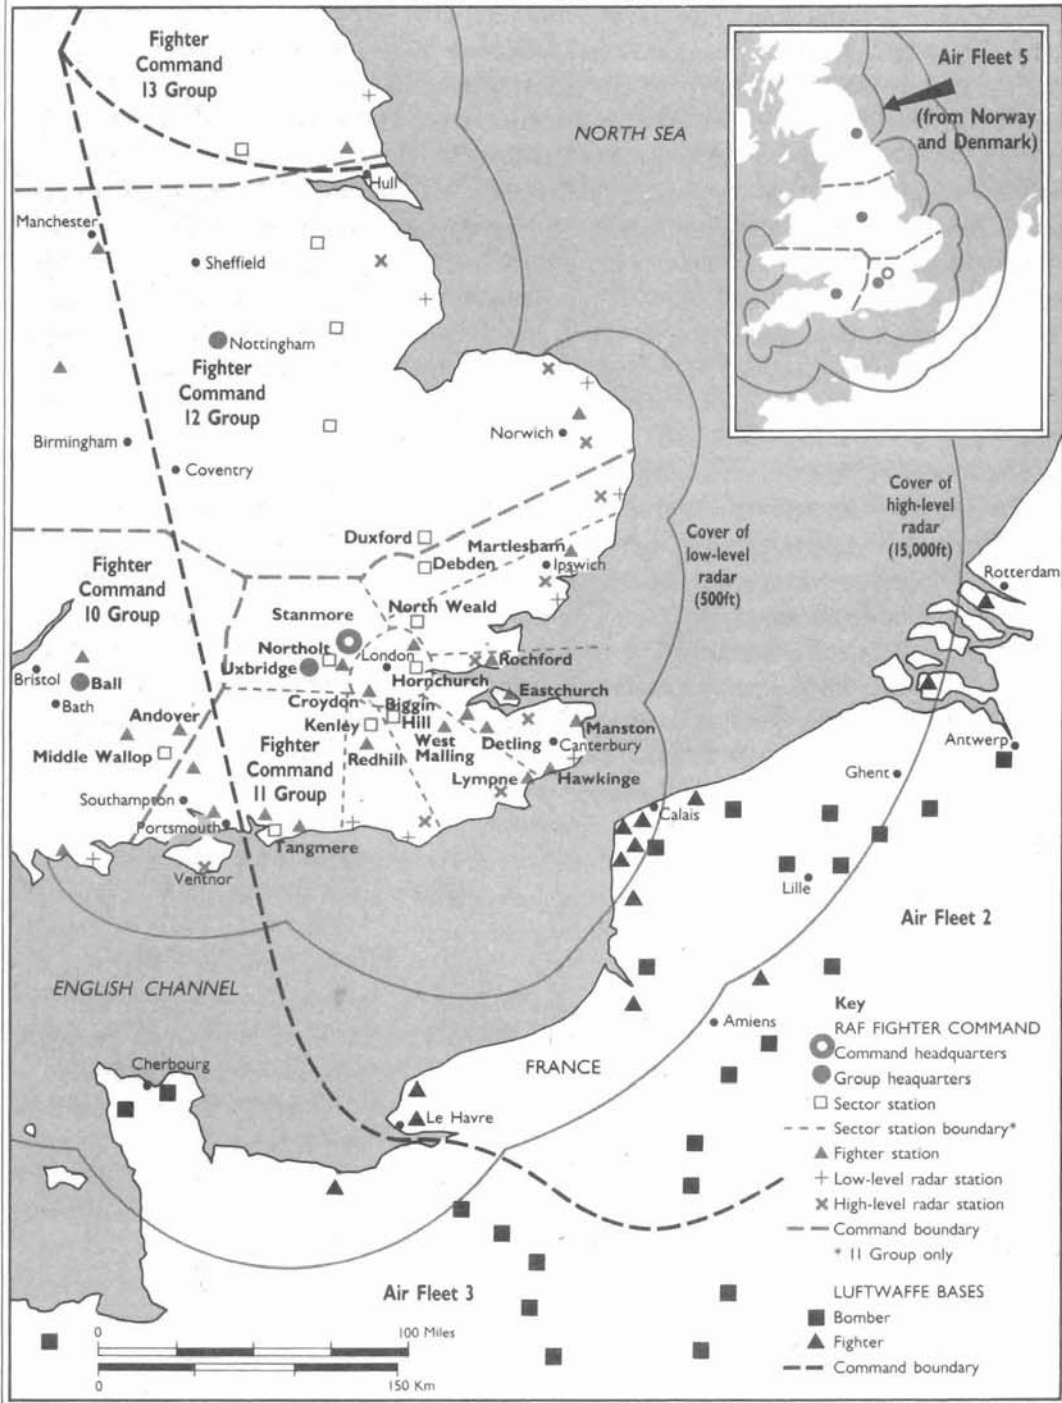 Fighter
Command
13 Group
NORTH SEA
Air Fleet 5
(from Norway
and Denmark)
Hull
Manchester
Sheffield
Nottingham
Fighter
Command
12 Group
Birmingham
Coventry
Norwich
Cover of
high-level
radar
(15,000ft)
Cover of
low-level
radar
(500ft)
Duxford
Debden
Martlesham
Ipswich
Rotterdam
Fighter
Command
10 Group
Stanmore
North Weald
Northolt
London
Uxbridge
Hornchurch
Rochford
Bristol
Ball
Bath
Croydon
Biggin
Hill
Kenley
Eastchurch
Andover
Middle Wallop
Fighter
Command
11 Group
Redhill
West
Malling
Detling
Canterbury
Manston
Antwerp
Ghent
Lympne
Hawkinge
Southampton
Portsmouth
Tangmere
Ventnor
Calais
Lille
Air Fleet 2
ENGLISH CHANNEL
Amiens
Cherbourg
FRANCE
Le Havre
Air Fleet 3
0
100 Miles
0
150 Km
Key
RAF FIGHTER COMMAND
Command headquarters
Group heaquarters
Sector station
Sector station boundary*
Fighter station
Low-level radar station
High-level radar station
Command boundary
* 11 Group only
LUFTWAFFE BASES
Bomber
Fighter
Command boundary